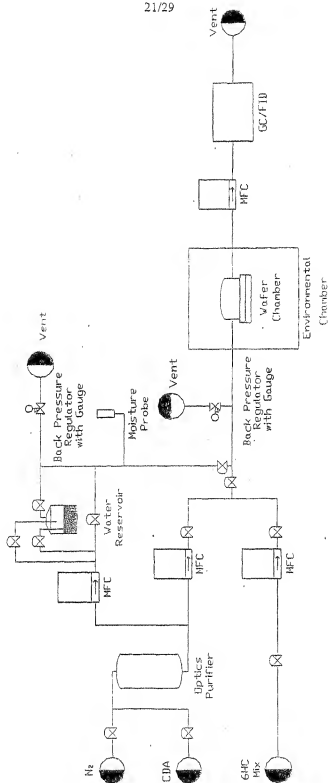 21/29
Vent
GC/FID
MFC
Wafer
Chamber
Environmental
Chamber
Vent
Back Pressure
Regulator
with Gauge
Vent
Back Pressure
Regulator
with Gauge
Moisture
Probe
Water
Reservoir
MFC
MFC
MFC
Optics
Purifier
N2
CDA
GHC
Mix